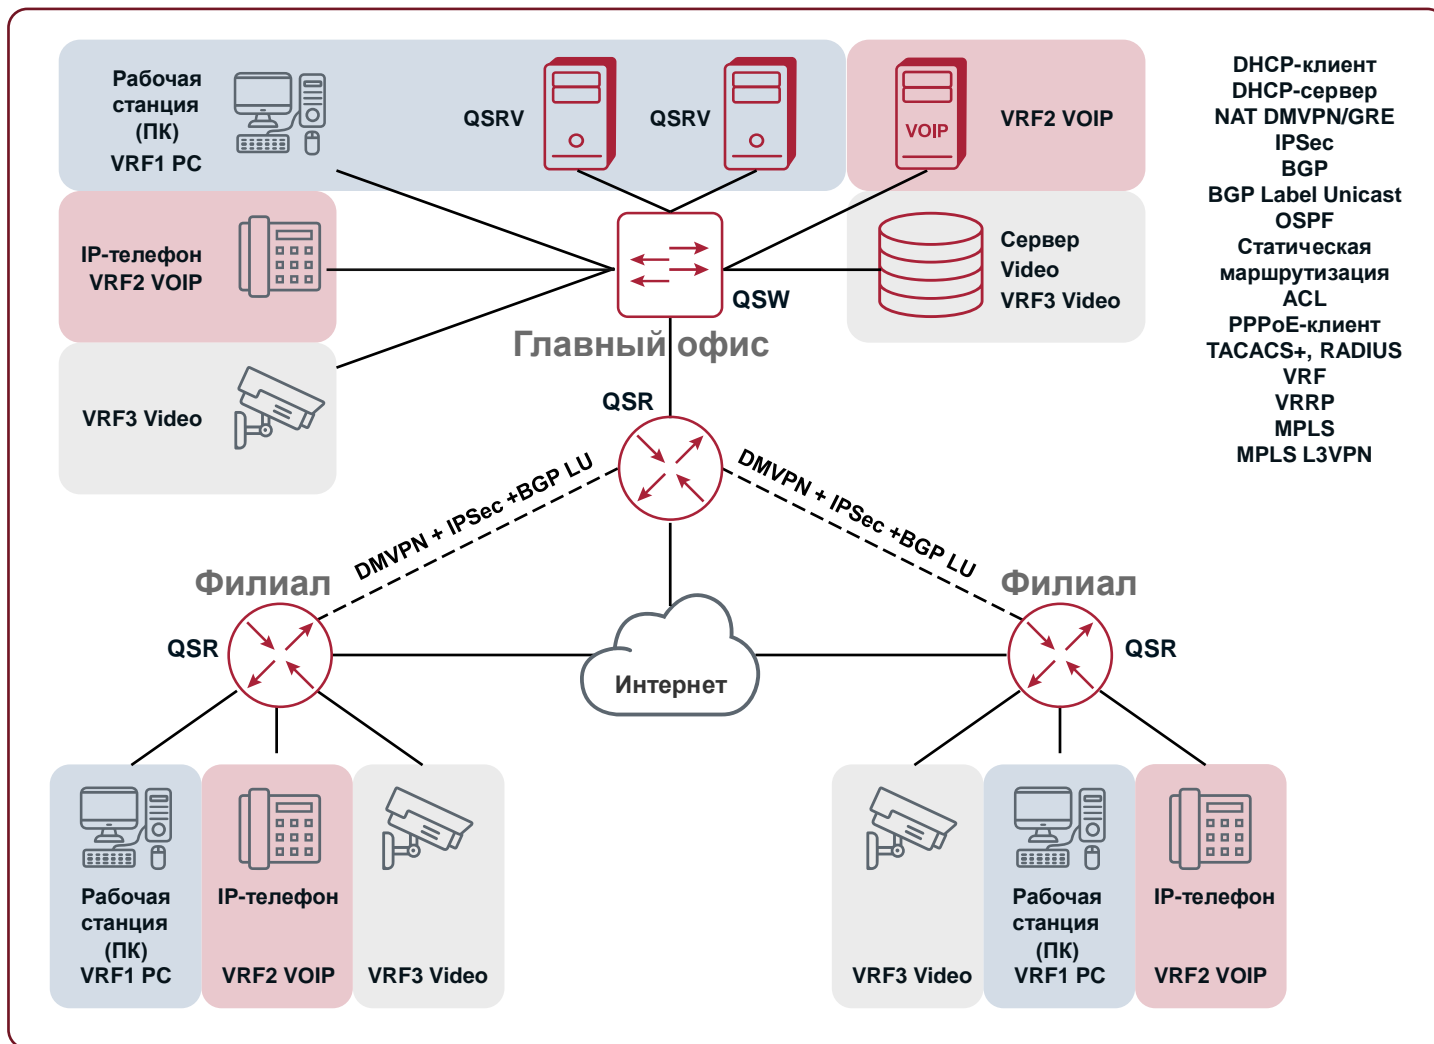 Рабочая
станция
(ПК)
VRF1 PC
QSRV
QSRV
VOIP
VRF2 VOIP
IP-телефон
VRF2 VOIP
VRF3 Video
QSW
Сервер
Video
VRF3 Video
Главный офис
QSR
DHCP-клиент
DHCP-сервер
NAT DMVPN/GRE
IPSec
BGP
BGP Label Unicast
OSPF
Статическая
маршрутизация
ACL
PPPoE-клиент
TACACS+, RADIUS
VRF
VRRP
MPLS
MPLS L3VPN
DMVPN + IPSec +BGP LU
DMVPN + IPSec +BGP LU
Филиал
QSR
Интернет
Филиал
QSR
Рабочая
станция
(ПК)
VRF1 PC
IP-телефон
VRF2 VOIP
VRF3 Video
VRF3 Video
Рабочая
станция
(ПК)
VRF1 PC
IP-телефон
VRF2 VOIP